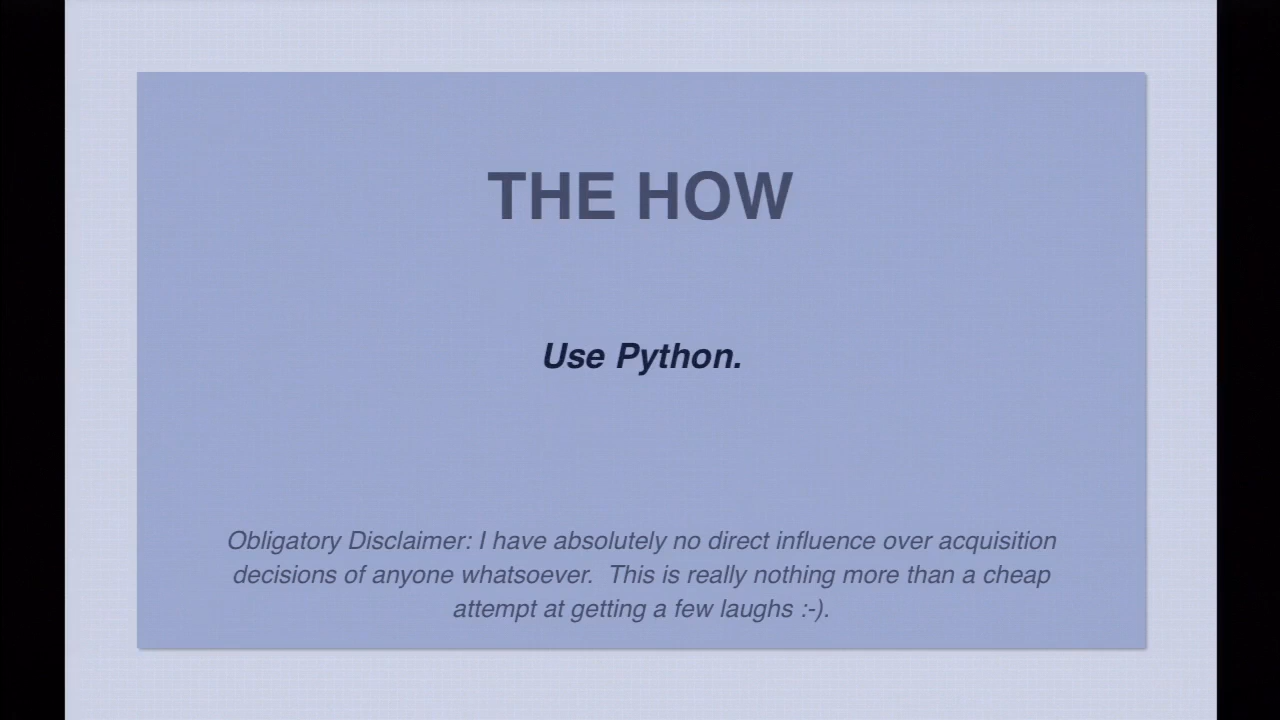 THE HOW
Use Python.
Obligatory Disclaimer: I have absolutely no direct influence over acquisition
decisions of anyone whatsoever.  This is really nothing more than a cheap
attempt at getting a few laughs :-).